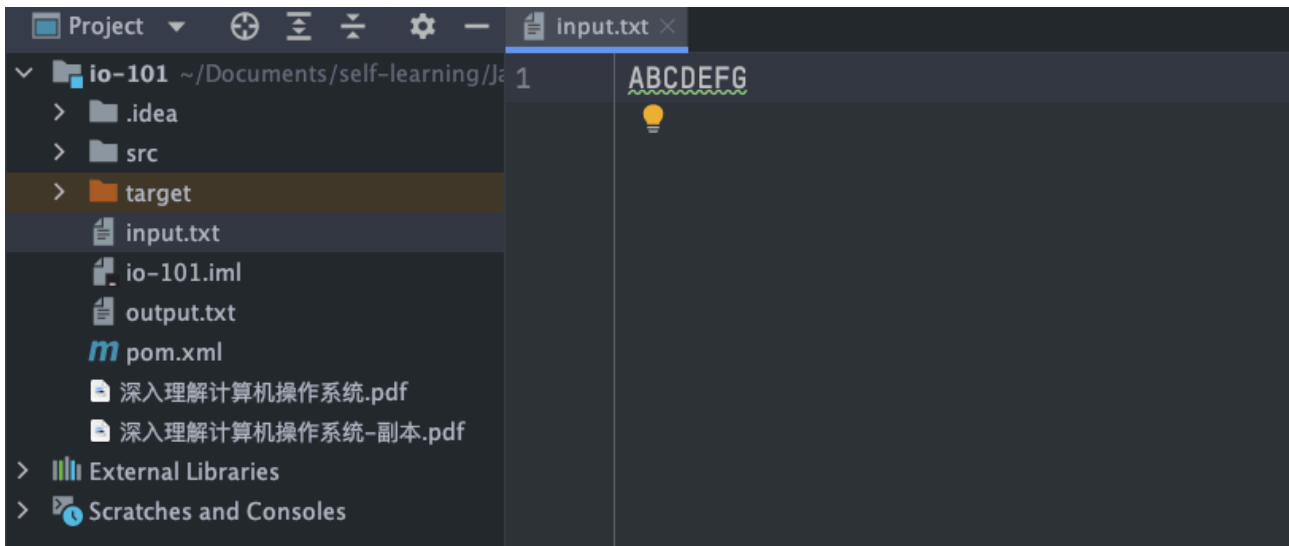 Project
input.txt
io-101 ~/Documents/self-learning/Ja
1 ABCDEFG
.idea
src
target
input.txt
io-101.iml
output.txt
pom.xml
深入理解计算机操作系统.pdf
深入理解计算机操作系统-副本.pdf
External Libraries
Scratches and Consoles